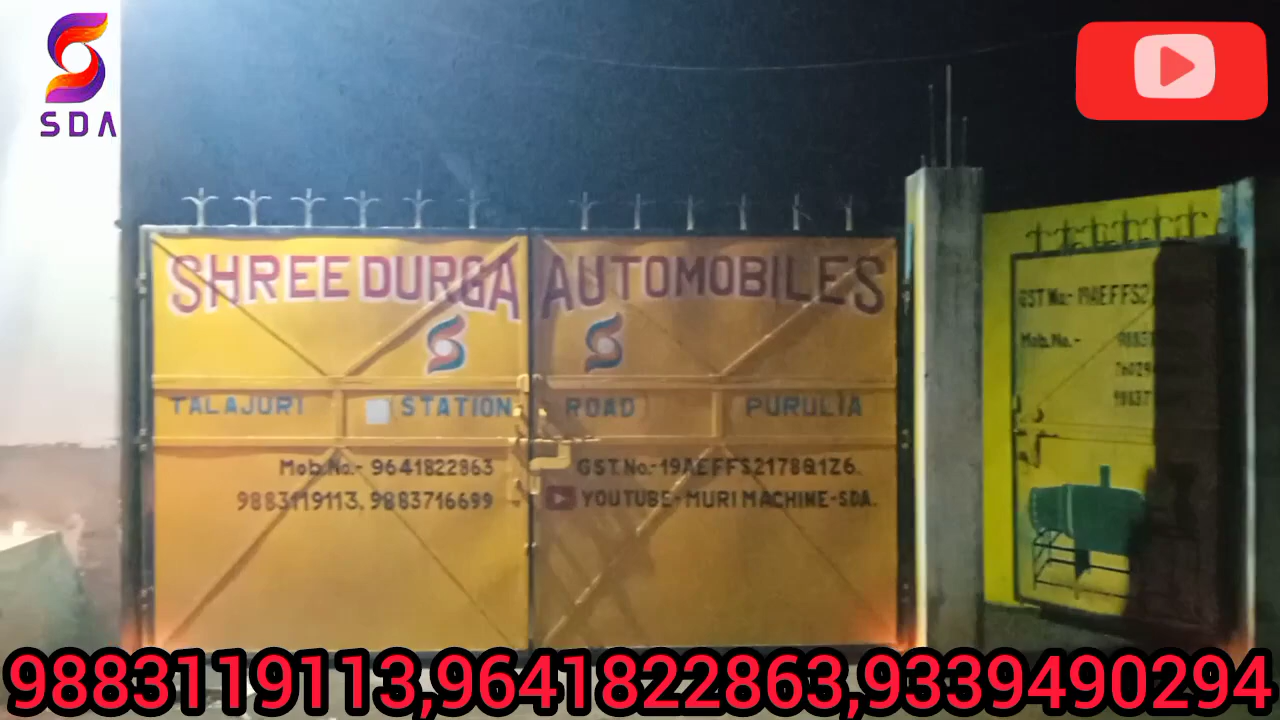 SDA
SHREE DURGA AUTOMOBILES
TALAJURI STATION ROAD PURULIA
Mob.No.- 9641822863
9883119113, 9883716699
GST.No.-19AEFFS2178Q1Z6.
YOUTUBE-MURI MACHINE-SDA.
GST No.-
Mob.No.-
9883119113,9641822863,9339490294